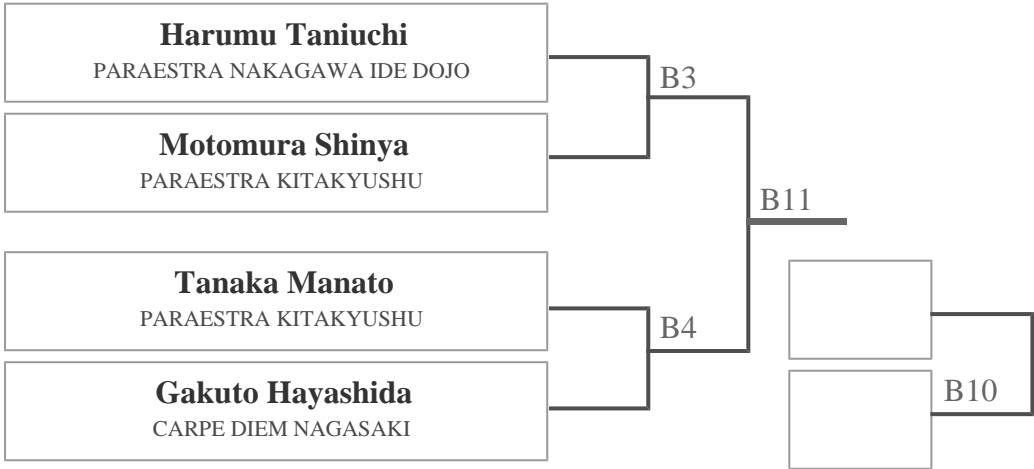 Harumu Taniuchi
PARAESTRA NAKAGAWA IDE DOJO
B3
Motomura Shinya
PARAESTRA KITAKYUSHU
B11
Tanaka Manato
PARAESTRA KITAKYUSHU
B4
Gakuto Hayashida
CARPE DIEM NAGASAKI
B10